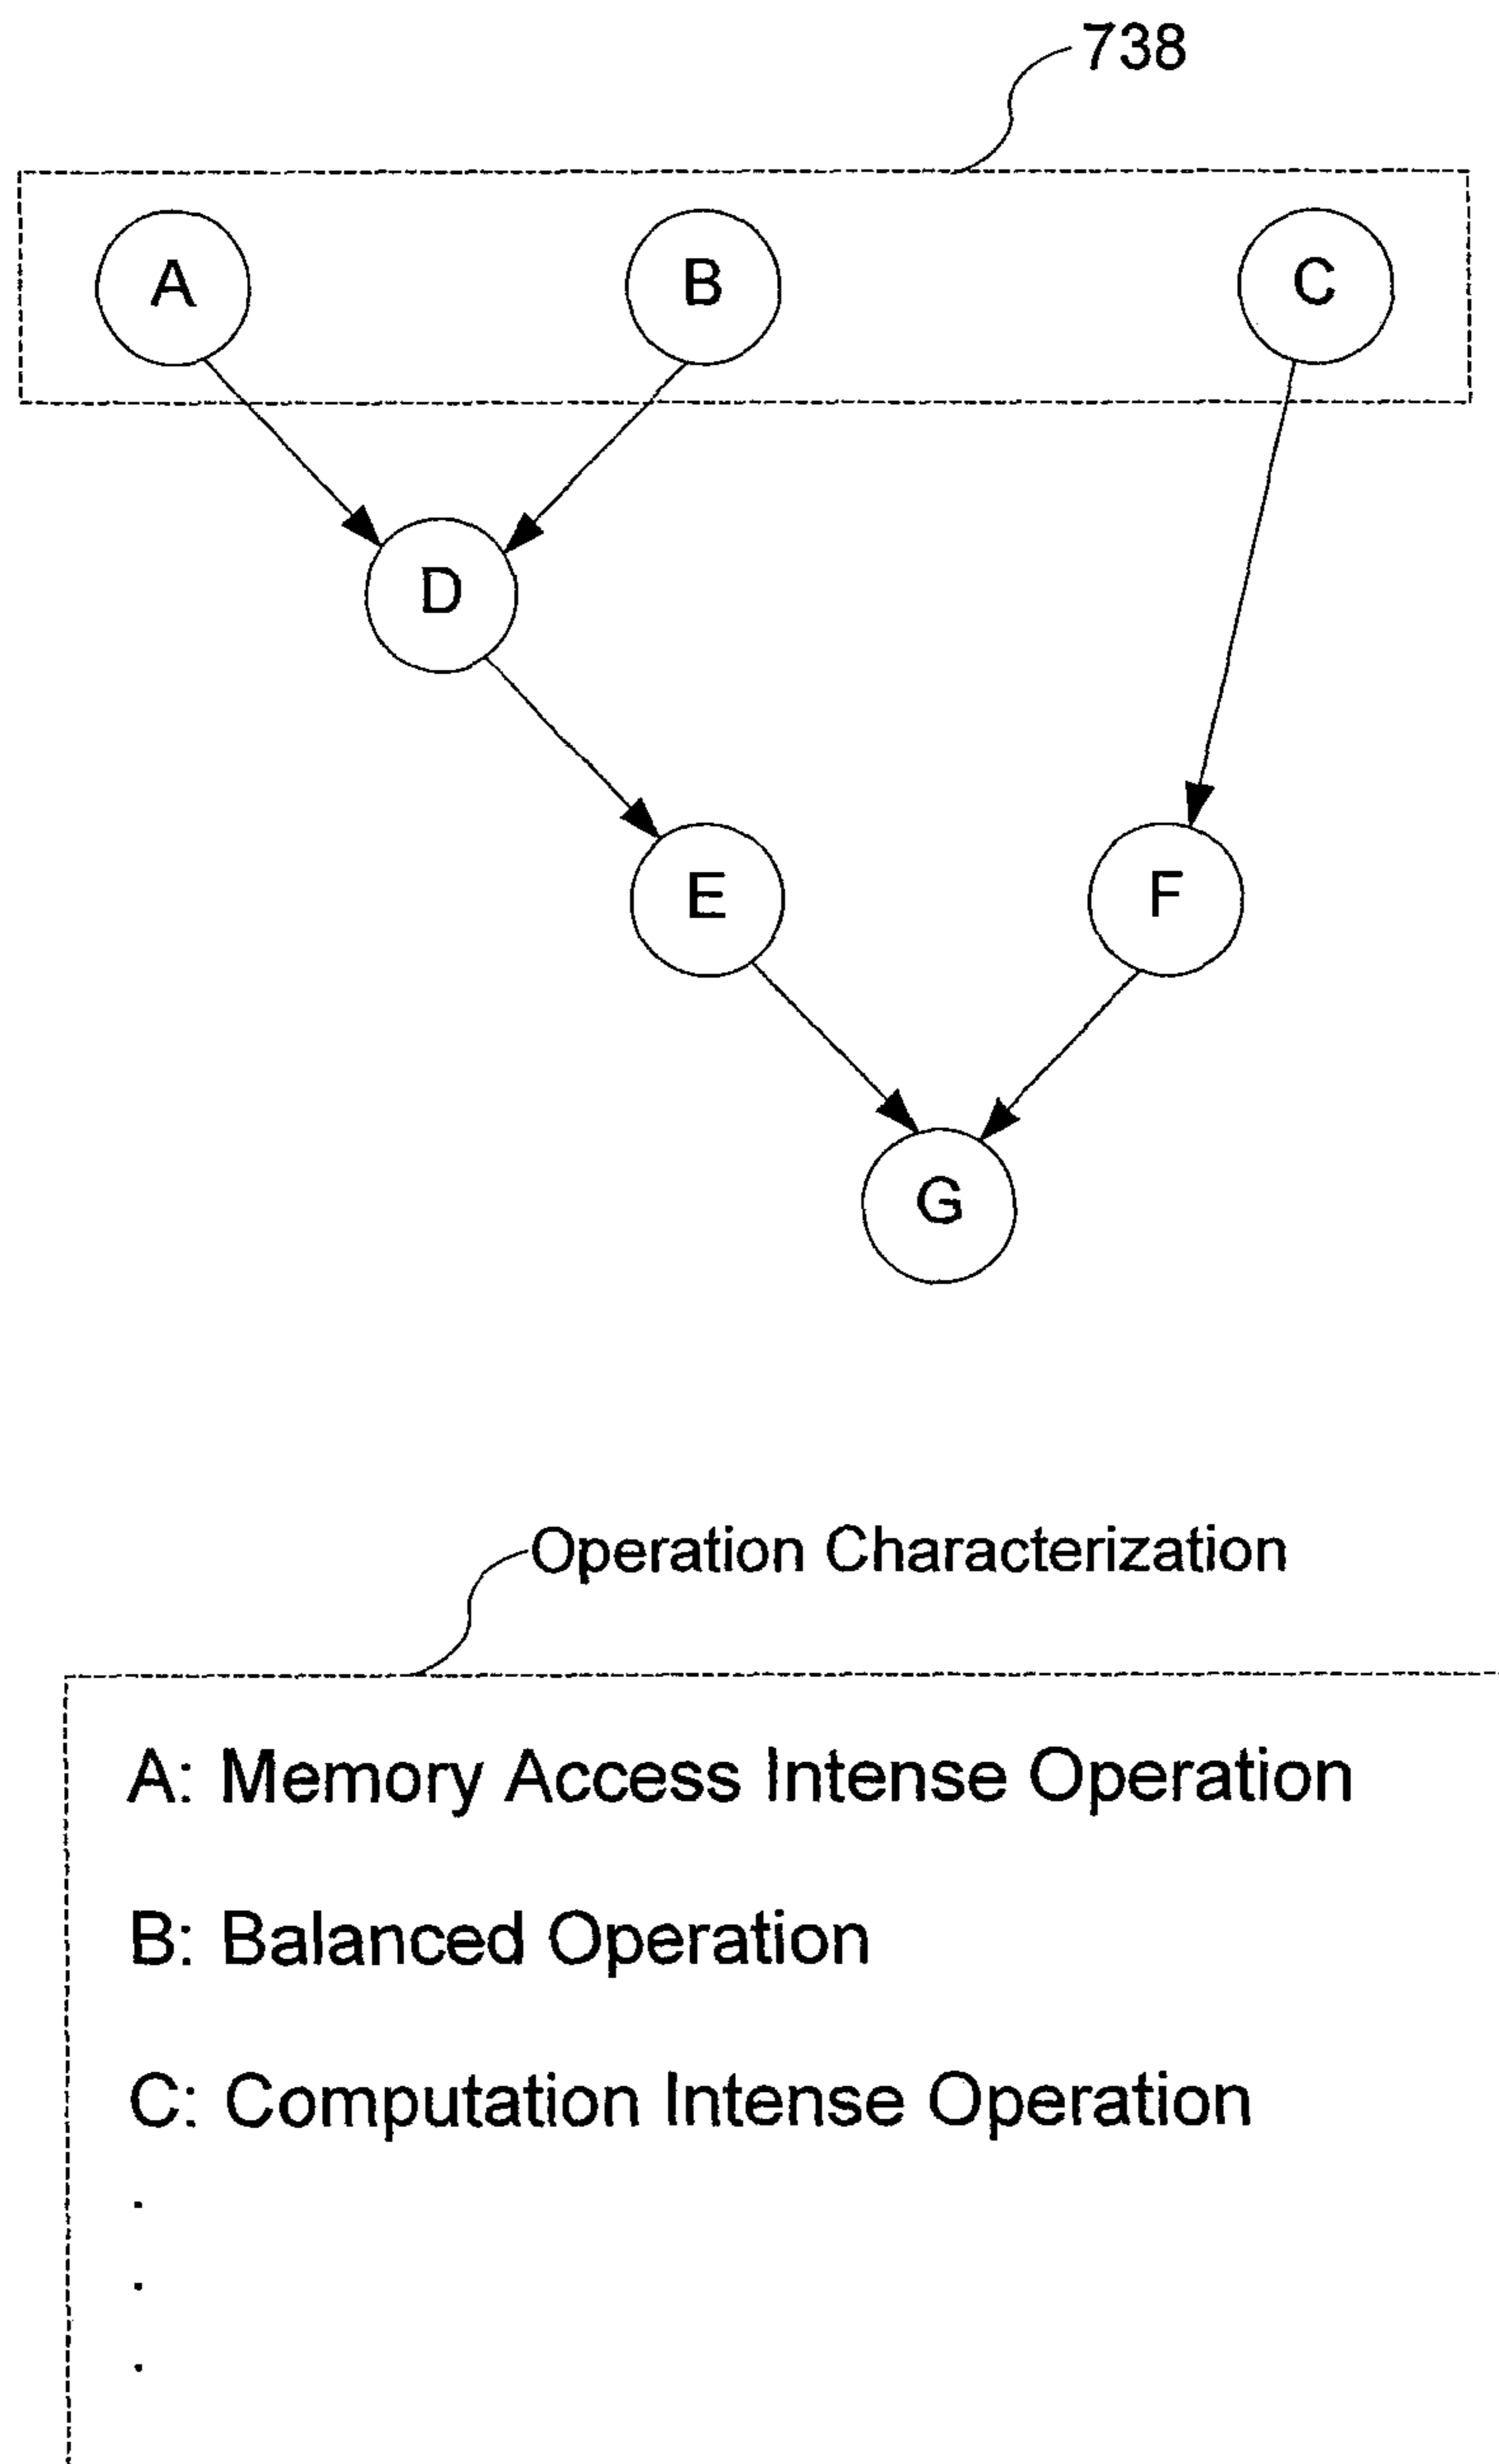 738
A
B
C
D
E
F
G
Operation Characterization
A: Memory Access Intense Operation
B: Balanced Operation
C: Computation Intense Operation
.
.
.